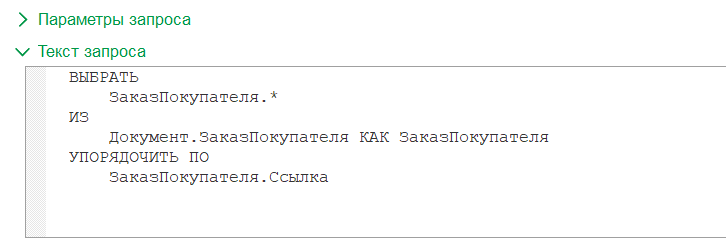 Параметры запроса
Текст запроса
ВЫБРАТЬ
ЗаказПокупателя.*
ИЗ
Документ.ЗаказПокупателя КАК ЗаказПокупателя
УПОРЯДОЧИТЬ ПО
ЗаказПокупателя.Ссылка